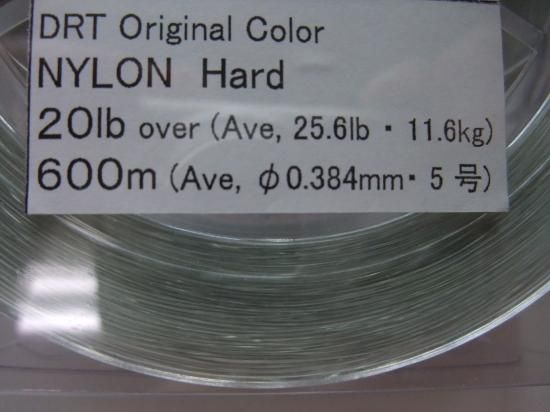 DRT Original Color
NYLON Hard
20lb over (Ave, 25.6lb・11.6kg)
600m (Ave, φ0.384mm・5号)